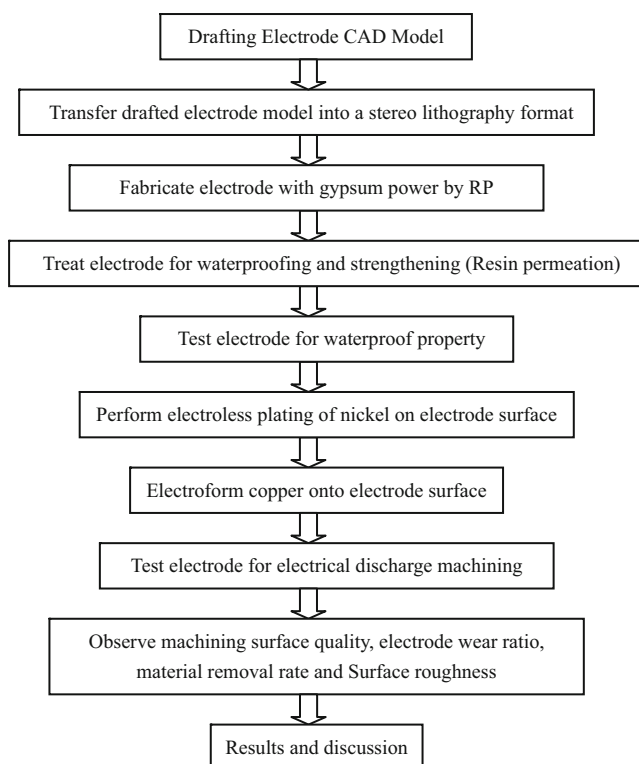 Drafting Electrode CAD Model
Transfer drafted electrode model into a stereo lithography format
Fabricate electrode with gypsum power by RP
Treat electrode for waterproofing and strengthening (Resin permeation)
Test electrode for waterproof property
Perform electroless plating of nickel on electrode surface
Electroform copper onto electrode surface
Test electrode for electrical discharge machining
Observe machining surface quality, electrode wear ratio,
material removal rate and Surface roughness
Results and discussion